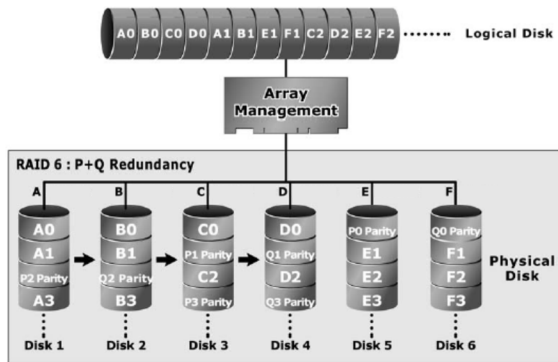 A0 B0 C0 D0 A1 B1 E1 F1 C2 D2 E2 F2 Logical Disk
Array
Management
RAID 6 : P+Q Redundancy
A B C D E F
A0 B0 C0 D0 P0 Parity Q0 Parity
A1 B1 P1 Parity Q1 Parity E1 F1
P2 Parity Q2 Parity C2 D2 E2 F2
A3 B3 P3 Parity Q3 Parity E3 F3
Physical
Disk
Disk 1 Disk 2 Disk 3 Disk 4 Disk 5 Disk 6